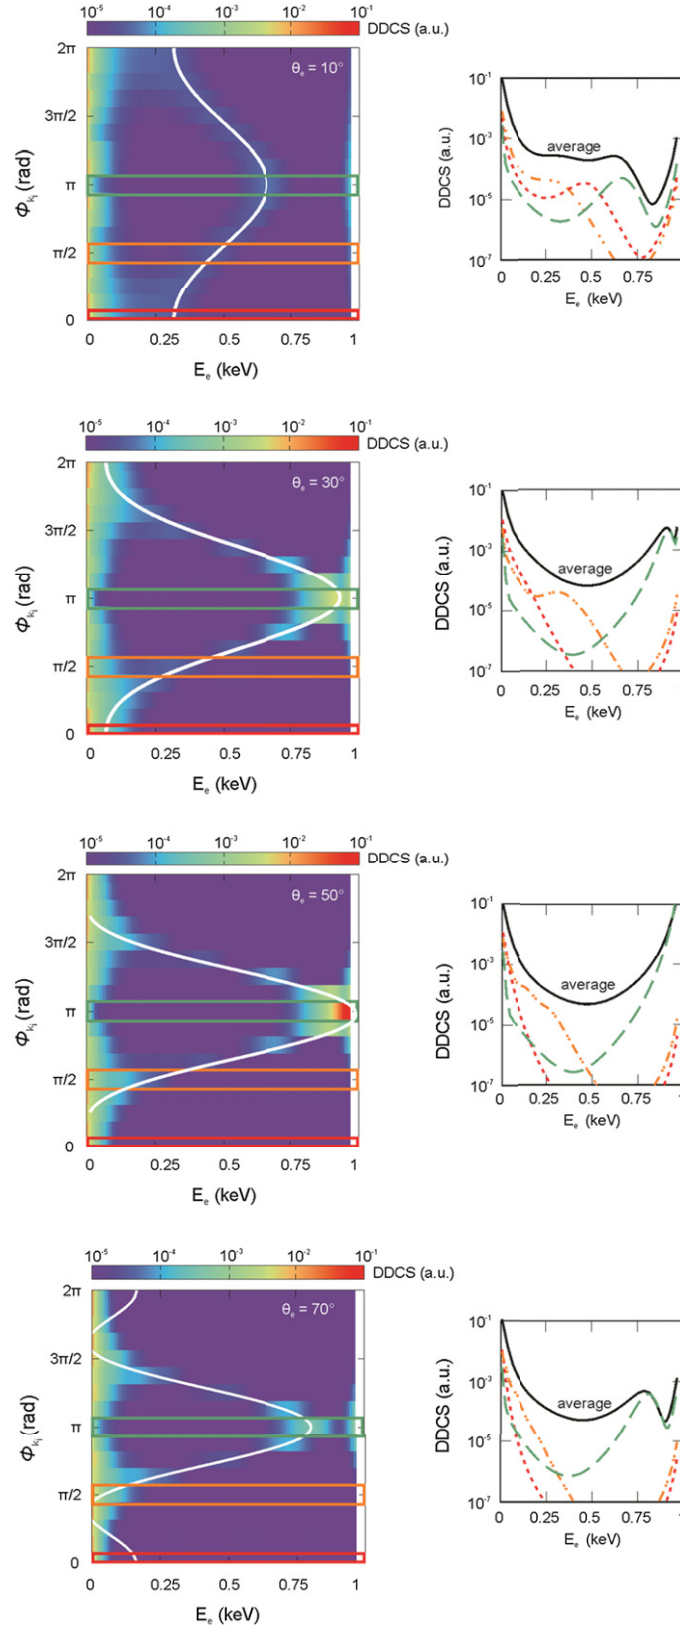 10⁻⁵ 10⁻⁴ 10⁻³ 10⁻² 10⁻¹ DDCS (a.u.)
2π
3π/2
π
π/2
0
Φ_kᵢ (rad)
θₑ = 10°
0 0.25 0.5 0.75 1
Eₑ (keV)
10⁻¹
10⁻³
10⁻⁵
10⁻⁷
DDCS (a.u.)
average
0 0.25 0.5 0.75
Eₑ (keV)
10⁻⁵ 10⁻⁴ 10⁻³ 10⁻² 10⁻¹ DDCS (a.u.)
2π
3π/2
π
π/2
0
Φ_kᵢ (rad)
θₑ = 30°
0 0.25 0.5 0.75 1
Eₑ (keV)
10⁻¹
10⁻³
10⁻⁵
10⁻⁷
DDCS (a.u.)
average
0 0.25 0.5 0.75
Eₑ (keV)
10⁻⁵ 10⁻⁴ 10⁻³ 10⁻² 10⁻¹ DDCS (a.u.)
2π
3π/2
π
π/2
0
Φ_kᵢ (rad)
θₑ = 50°
0 0.25 0.5 0.75 1
Eₑ (keV)
10⁻¹
10⁻³
10⁻⁵
10⁻⁷
DDCS (a.u.)
average
0 0.25 0.5 0.75
Eₑ (keV)
10⁻⁵ 10⁻⁴ 10⁻³ 10⁻² 10⁻¹ DDCS (a.u.)
2π
3π/2
π
π/2
0
Φ_kᵢ (rad)
θₑ = 70°
0 0.25 0.5 0.75 1
Eₑ (keV)
10⁻¹
10⁻³
10⁻⁵
10⁻⁷
DDCS (a.u.)
average
0 0.25 0.5 0.75
Eₑ (keV)